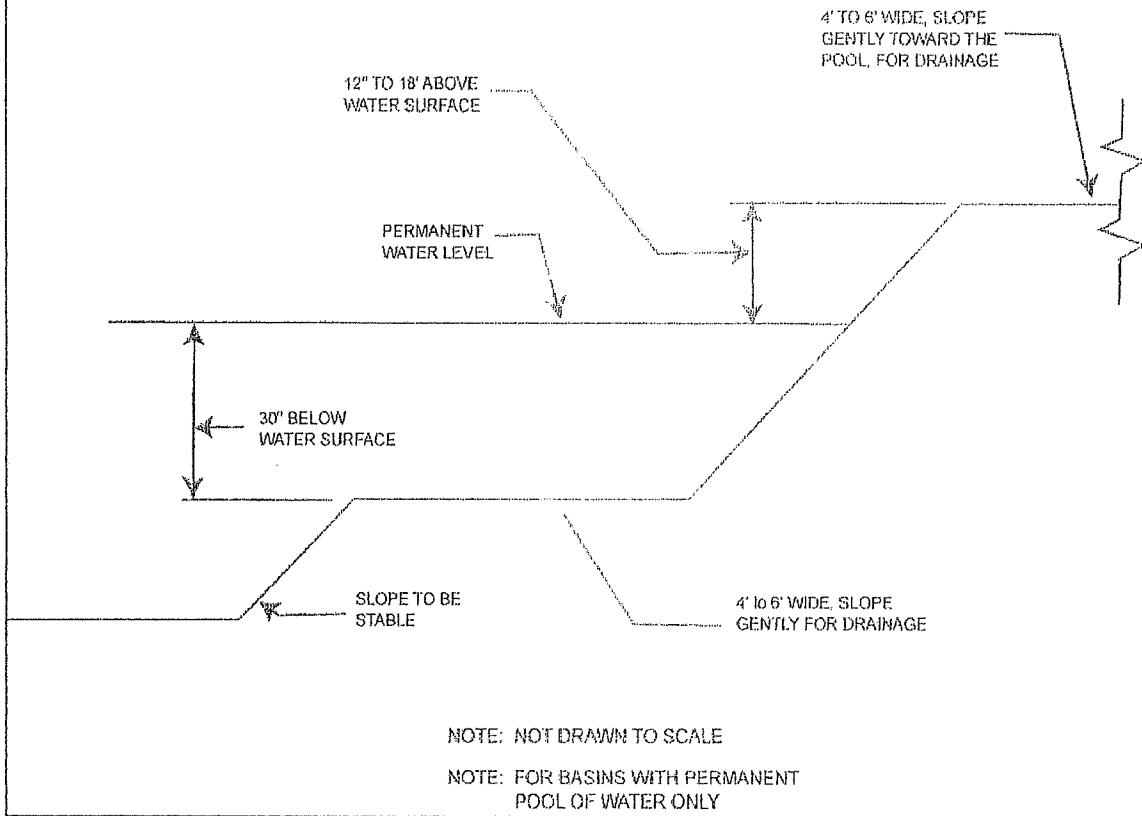 4' TO 6' WIDE, SLOPE
GENTLY TOWARD THE
POOL, FOR DRAINAGE
12" TO 18' ABOVE
WATER SURFACE
PERMANENT
WATER LEVEL
30" BELOW
WATER SURFACE
SLOPE TO BE
STABLE
4' to 6' WIDE, SLOPE
GENTLY FOR DRAINAGE
NOTE: NOT DRAWN TO SCALE
NOTE: FOR BASINS WITH PERMANENT
POOL OF WATER ONLY